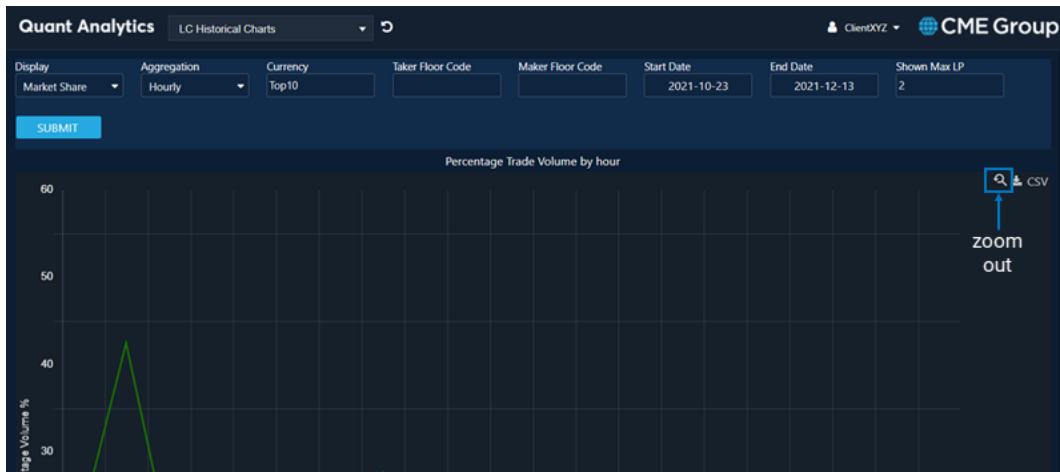 Quant Analytics LC Historical Charts ClientXYZ CME Group
Display Aggregation Currency Taker Floor Code Maker Floor Code Start Date End Date Shown Max LP
Market Share Hourly Top10 2021-10-23 2021-12-13 2
SUBMIT
Percentage Trade Volume by hour
CSV
zoom
out
60
50
40
30
Volume %